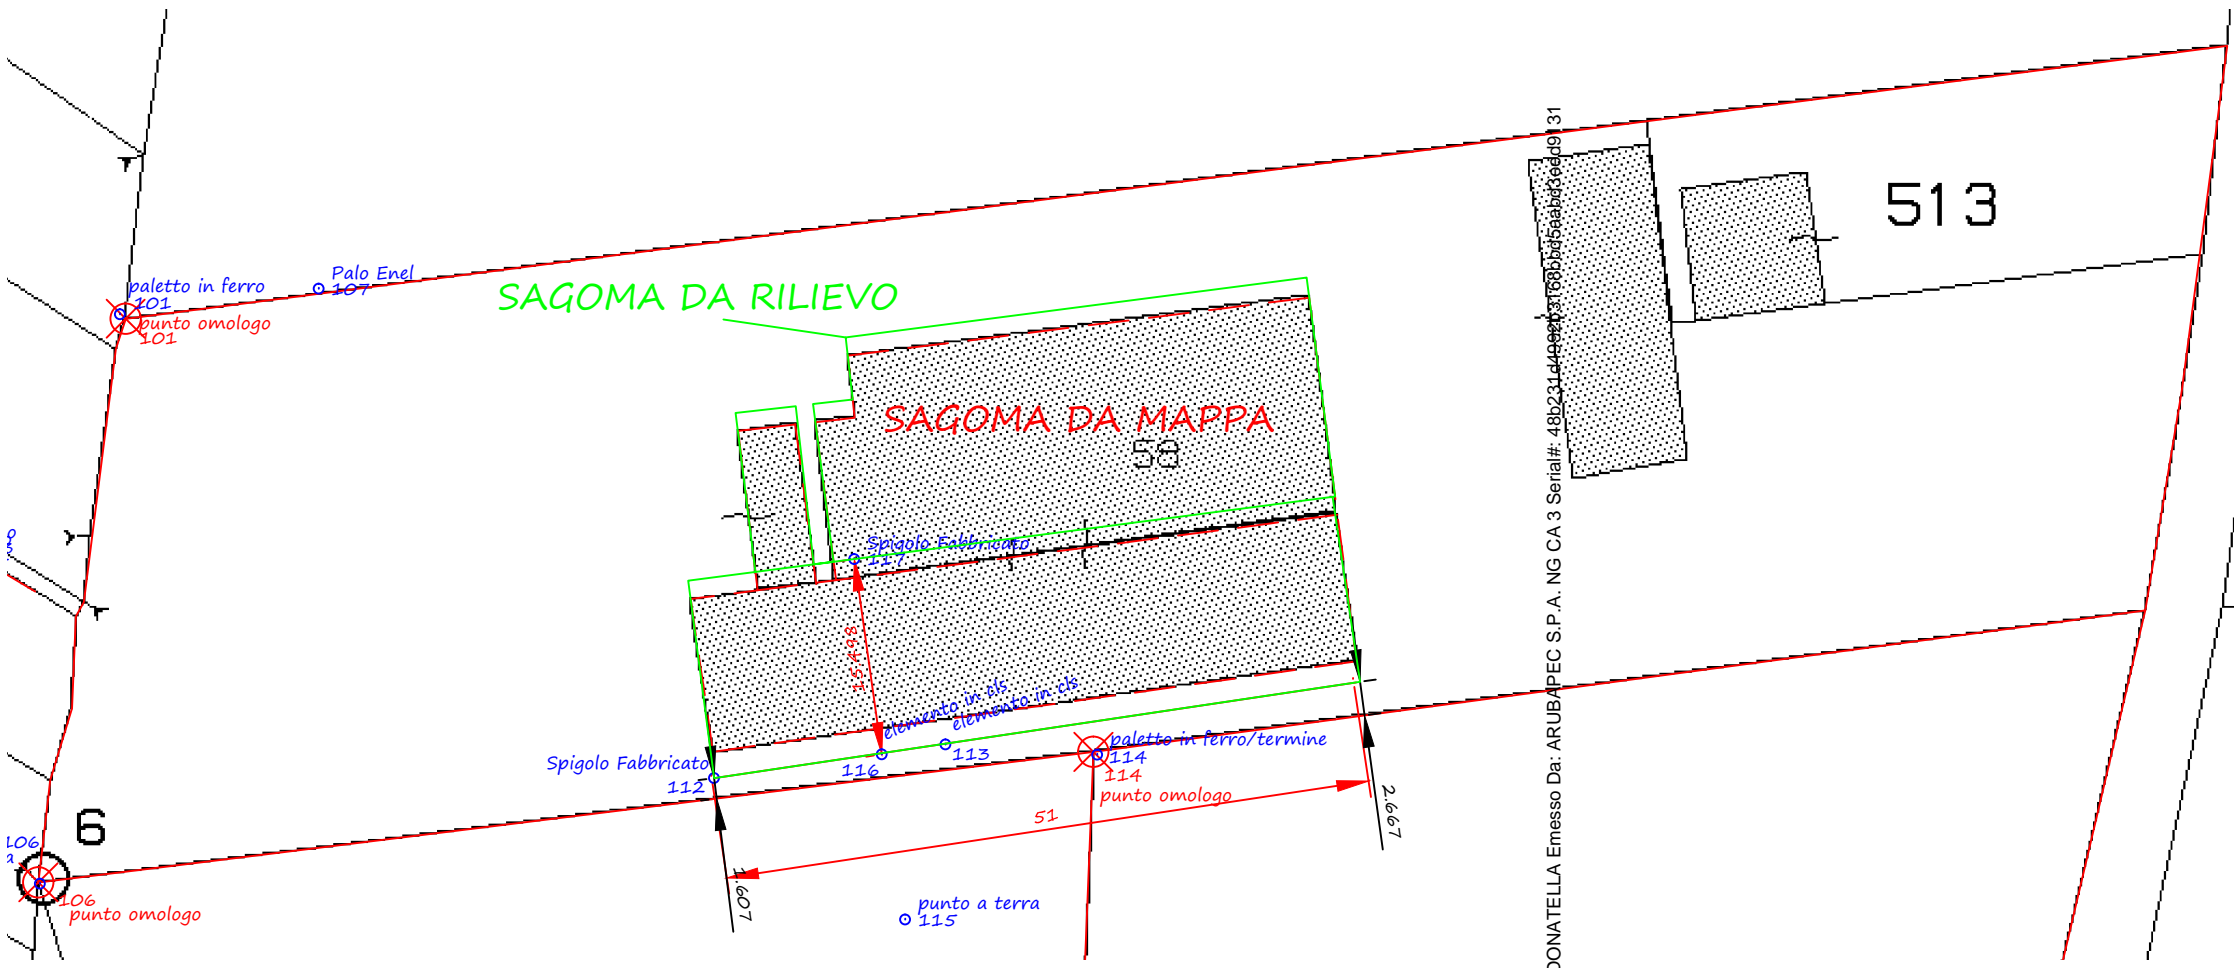 513
Palo Enel
107
paletto in ferro
101
punto omologo
101
SAGOMA DA RILIEVO
SAGOMA DA MAPPA
Spigolo Fabbricato
117
15.498
elemento in cls
elemento in cls
113
116
Spigolo Fabbricato
112
paletto in ferro/termine
114
114
punto omologo
51
2.667
1.607
6
106
106
punto omologo
punto a terra
115
DONATELLA Emesso Da: ARUBAPEC S.P.A. NG CA 3 Serial#: